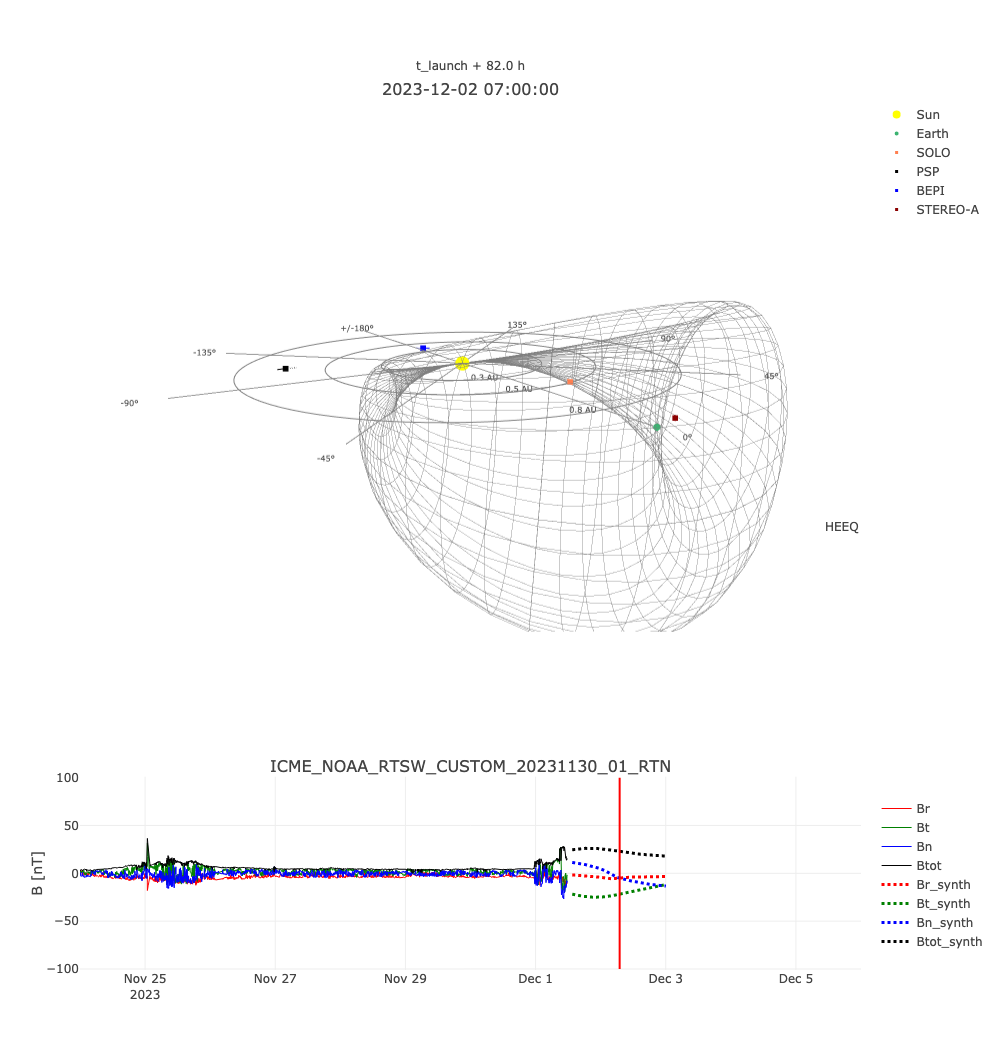 t_launch + 82.0 h
2023-12-02 07:00:00
Sun
Earth
SOLO
PSP
BEPI
STEREO-A
+/-180°
135°
-135°
90°
45°
0.3 AU
0.5 AU
-90°
0.8 AU
0°
-45°
HEEQ
ICME_NOAA_RTSW_CUSTOM_20231130_01_RTN
B [nT]
100
50
0
−50
−100
Nov 25
2023
Nov 27
Nov 29
Dec 1
Dec 3
Dec 5
Br
Bt
Bn
Btot
Br_synth
Bt_synth
Bn_synth
Btot_synth